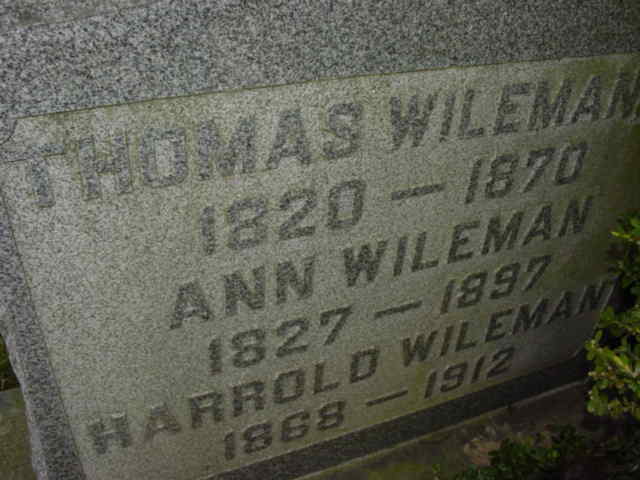 THOMAS WILEMAN
1820 — 1870
ANN WILEMAN
1827 — 1897
HARROLD WILEMAN
1868 — 1912